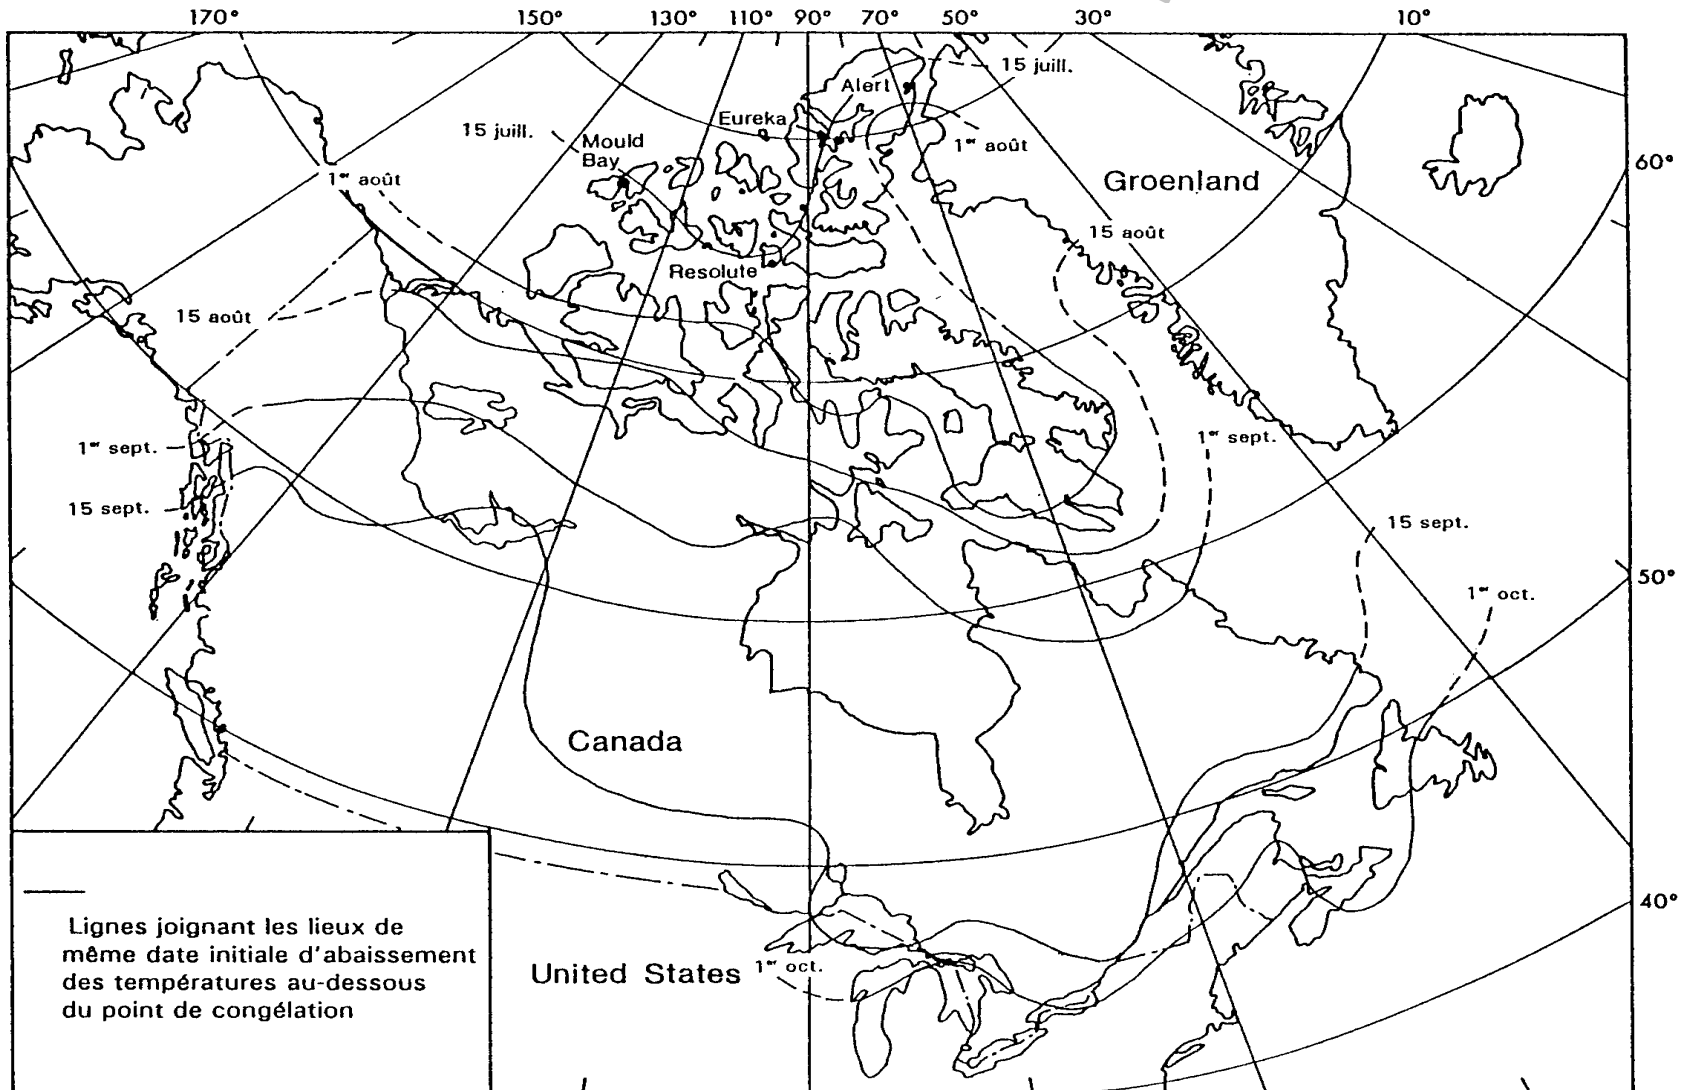 170° 150° 130° 110° 90° 70° 50° 30° 10°
15 juill.
Alert
Eureka
15 juill.
Mould
Bay
1er août
60°
1er août
Groenland
15 août
Resolute
15 août
1er sept.
1er sept.
15 sept.
15 sept.
50°
1er oct.
Canada
40°
Lignes joignant les lieux de
même date initiale d'abaissement
des températures au-dessous
du point de congélation
United States
1er oct.